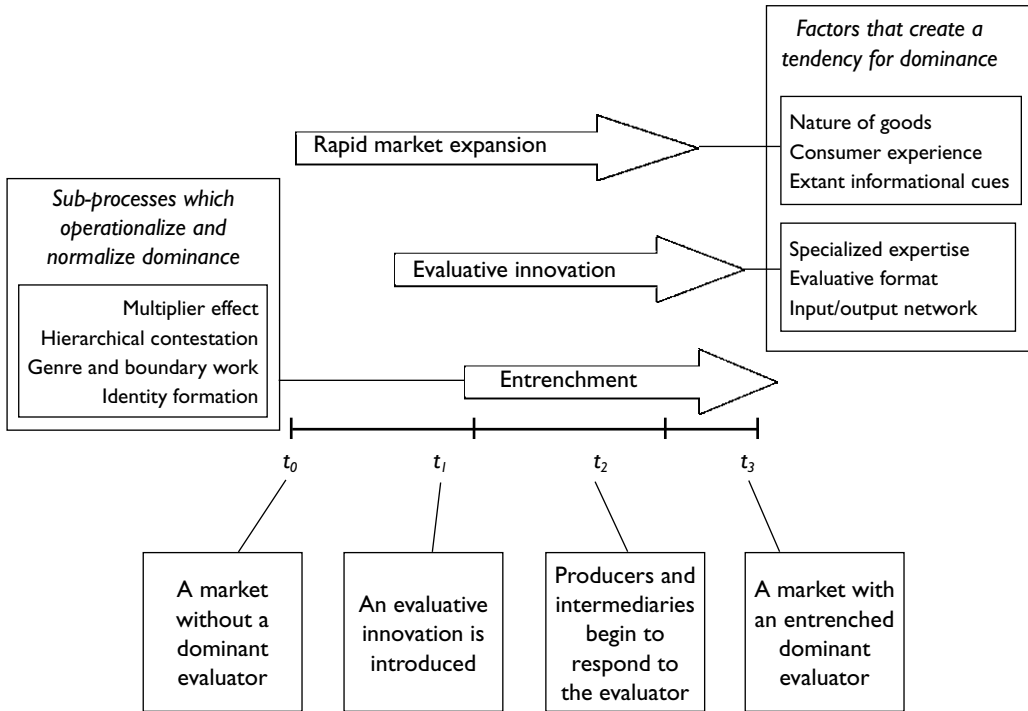 Factors that create a
tendency for dominance
Nature of goods
Consumer experience
Extant informational cues
Specialized expertise
Evaluative format
Input/output network
Rapid market expansion
Evaluative innovation
Entrenchment
Sub-processes which
operationalize and
normalize dominance
Multiplier effect
Hierarchical contestation
Genre and boundary work
Identity formation
t0
t1
t2
t3
A market
without a
dominant
evaluator
An evaluative
innovation is
introduced
Producers and
intermediaries
begin to
respond to
the evaluator
A market with
an entrenched
dominant
evaluator